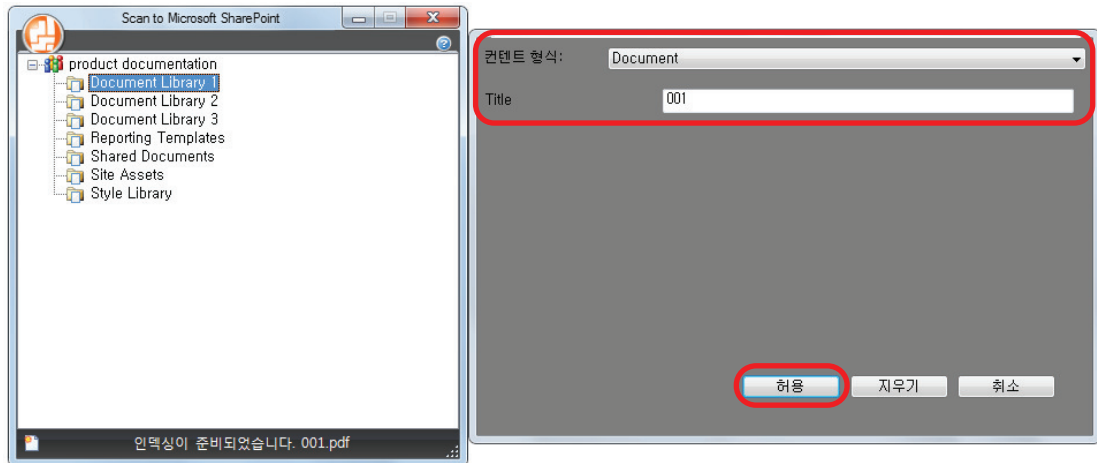 Scan to Microsoft SharePoint
product documentation
Document Library 1
Document Library 2
Document Library 3
Reporting Templates
Shared Documents
Site Assets
Style Library
인덱싱이 준비되었습니다. 001.pdf
컨텐트 형식: Document
Title 001
허용 지우기 취소